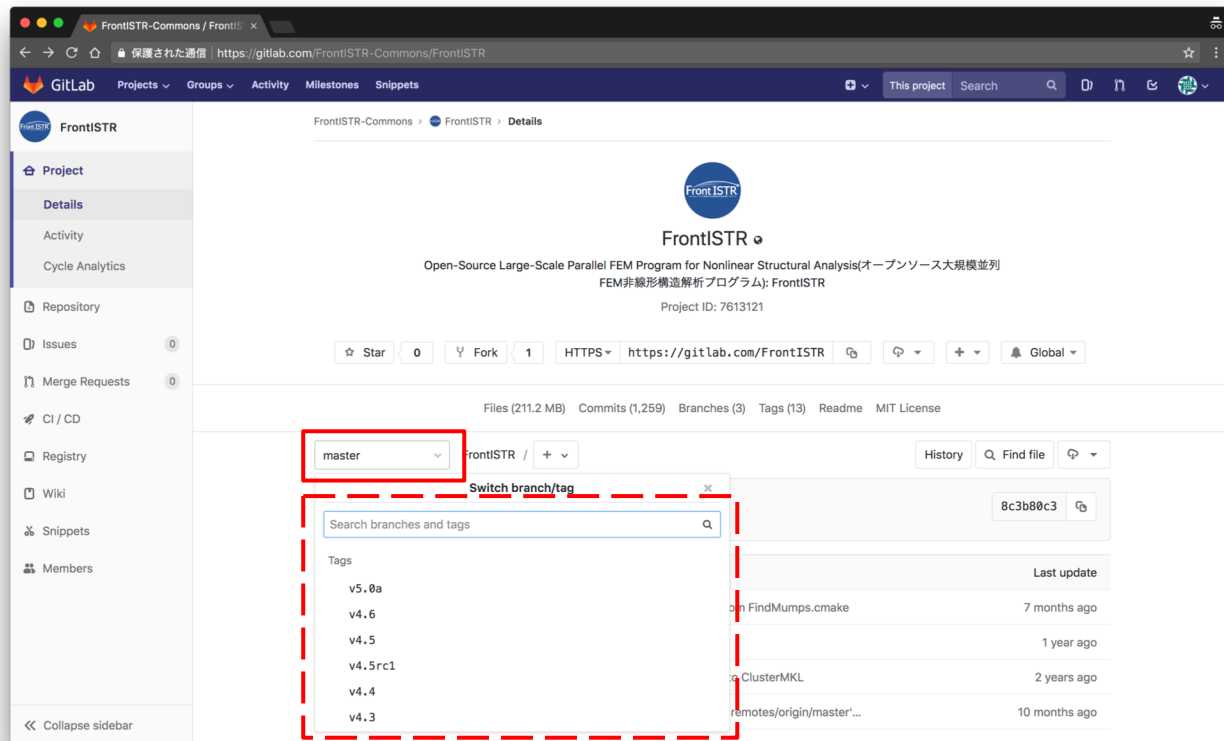 FrontISTR-Commons / FrontIS
保護された通信 https://gitlab.com/FrontISTR-Commons/FrontISTR
GitLab Projects Groups Activity Milestones Snippets This project Search
FrontISTR
FrontISTR
Project
Details
Activity
Cycle Analytics
Repository
Issues 0
Merge Requests 0
CI / CD
Registry
Wiki
Snippets
Members
Collapse sidebar
FrontISTR-Commons > FrontISTR > Details
FrontISTR
FrontISTR
Open-Source Large-Scale Parallel FEM Program for Nonlinear Structural Analysis(オープンソース大規模並列
FEM非線形構造解析プログラム): FrontISTR
Project ID: 7613121
Star 0 Fork 1 HTTPS https://gitlab.com/FrontISTR + Global
Files (211.2 MB) Commits (1,259) Branches (3) Tags (13) Readme MIT License
master FrontISTR / + History Find file
Switch branch/tag
8c3b80c3
Search branches and tags
Tags
v5.0a
v4.6
v4.5
v4.5rc1
v4.4
v4.3
Last update
FindMumps.cmake 7 months ago
1 year ago
to ClusterMKL 2 years ago
remotes/origin/master'... 10 months ago